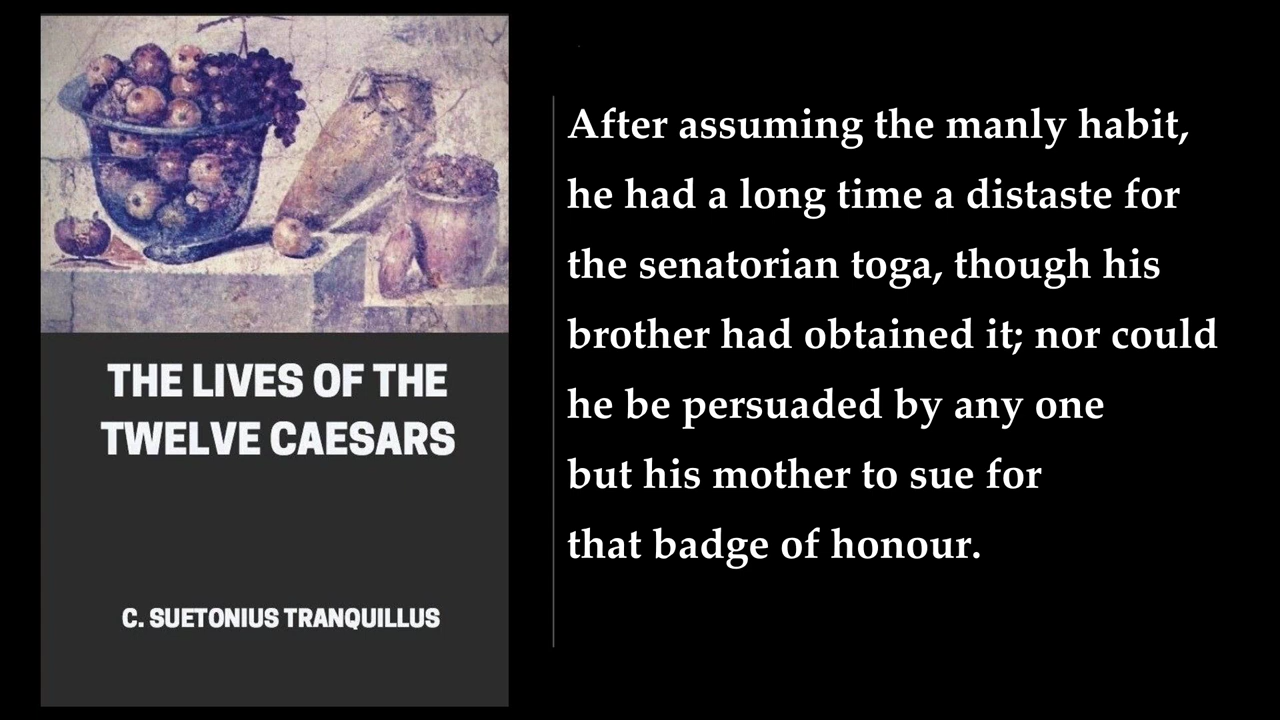 THE LIVES OF THE
TWELVE CAESARS
C. SUETONIUS TRANQUILLUS
After assuming the manly habit,
he had a long time a distaste for
the senatorian toga, though his
brother had obtained it; nor could
he be persuaded by any one
but his mother to sue for
that badge of honour.